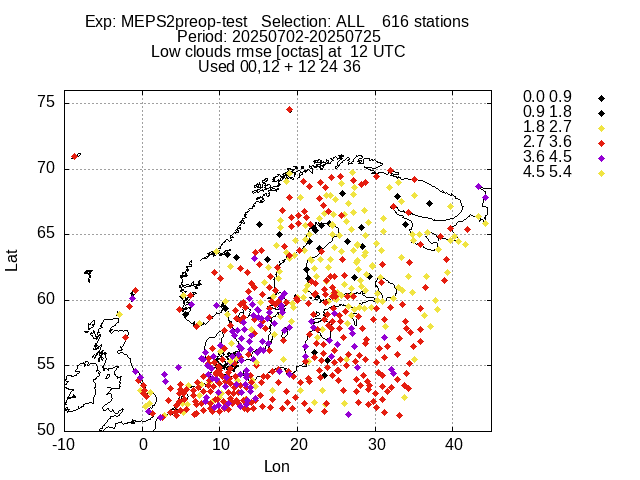 Exp: MEPS2preop-test   Selection: ALL    616 stations
Period: 20250702-20250725
Low clouds rmse [octas] at  12 UTC
Used 00,12 + 12 24 36
75
70
65
60
55
50
-10 0 10 20 30 40
Lat
Lon
0.0 0.9
0.9 1.8
1.8 2.7
2.7 3.6
3.6 4.5
4.5 5.4